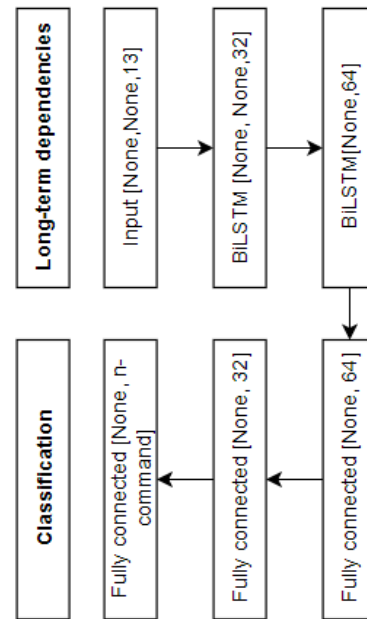 Long-term dependencies
Input [None,None,13]
BiLSTM [None, None,32]
BiLSTM[None,64]
Classification
Fully connected [None, n-
command]
Fully connected [None, 32]
Fully connected [None, 64]